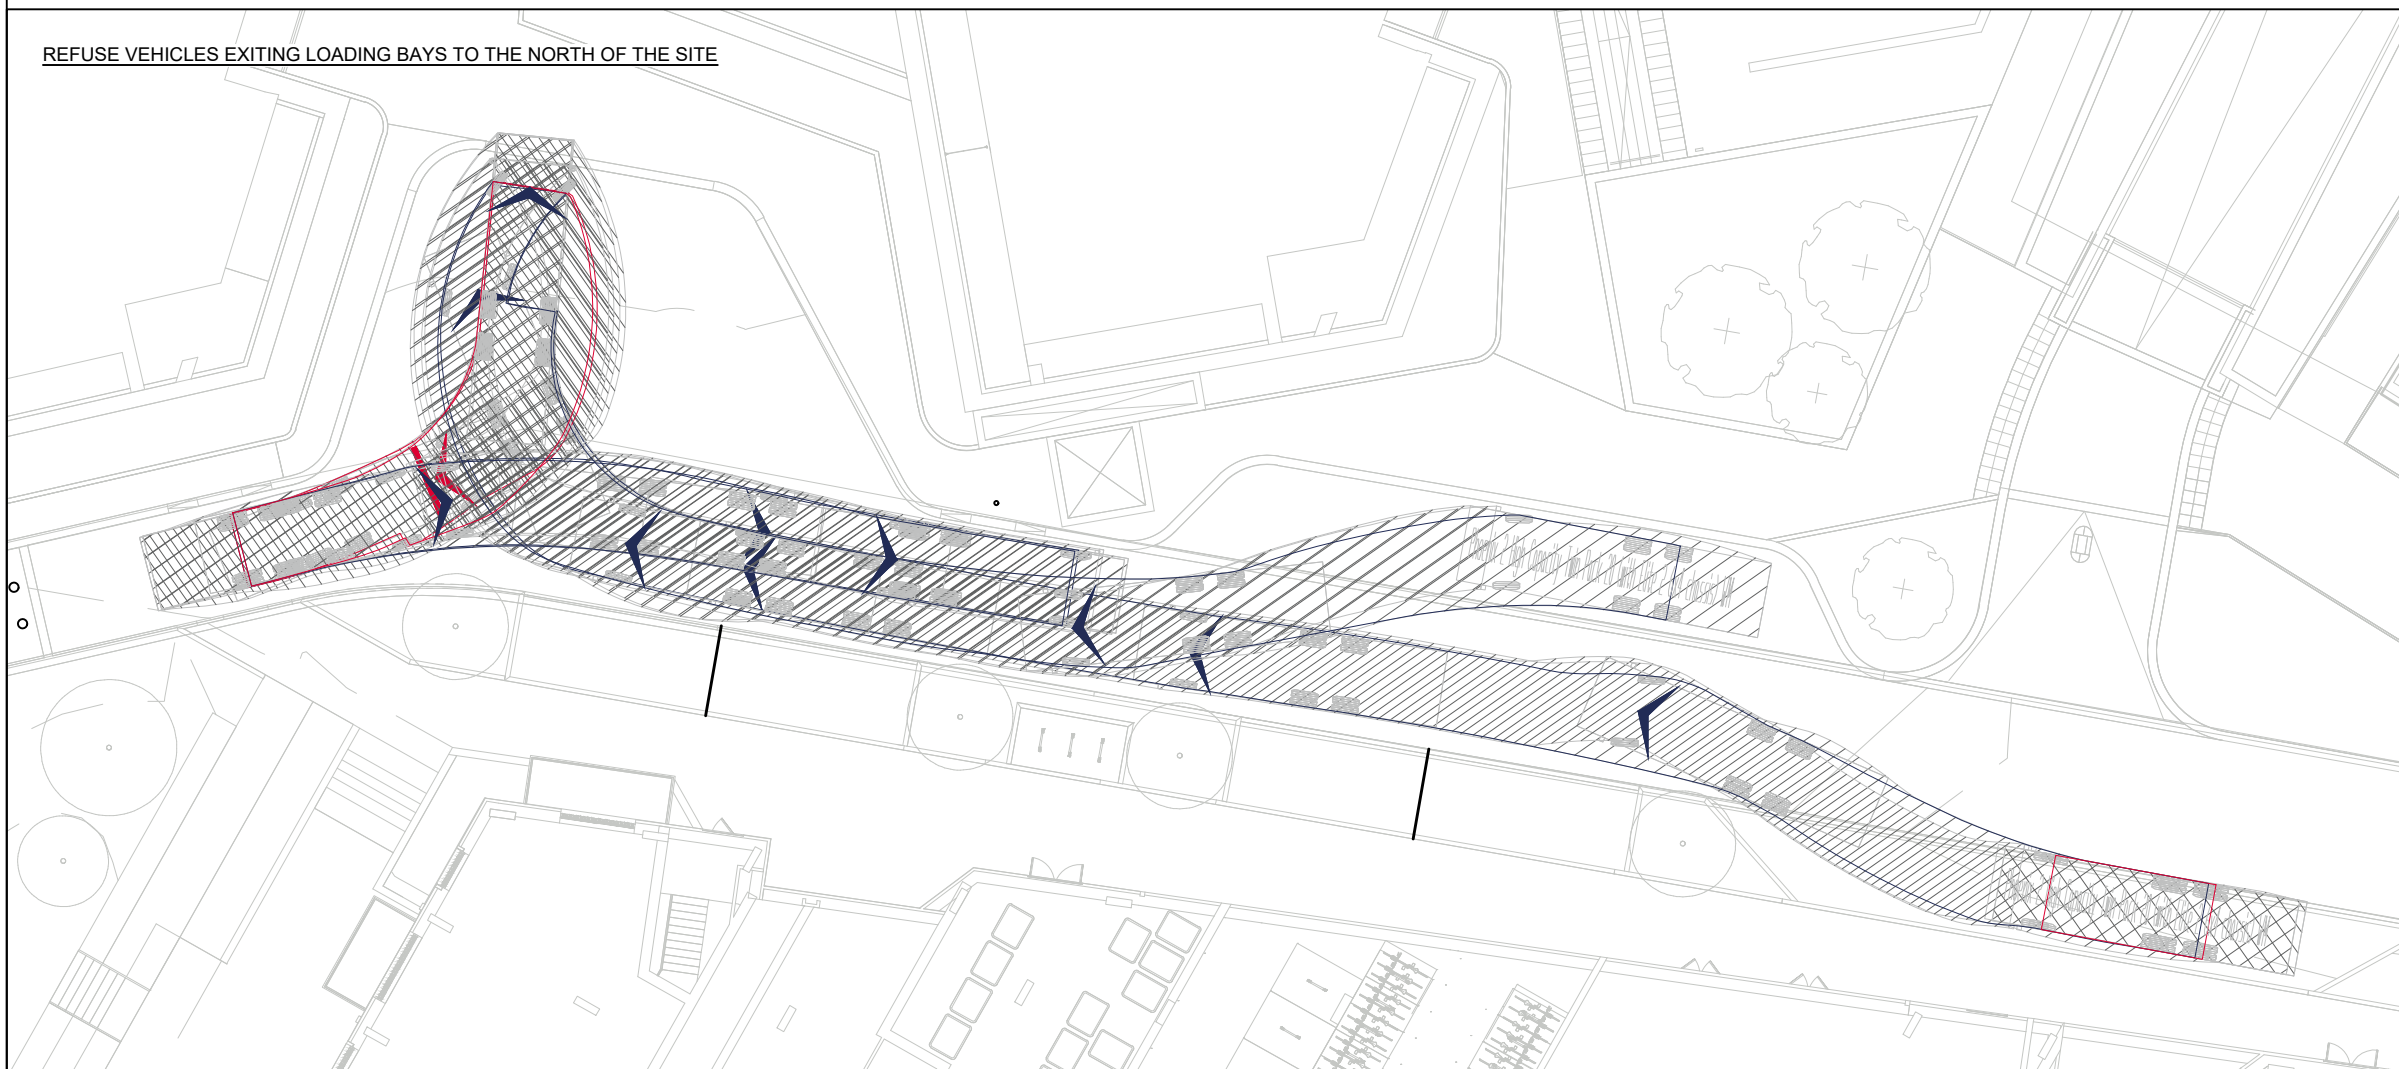 REFUSE VEHICLES EXITING LOADING BAYS TO THE NORTH OF THE SITE